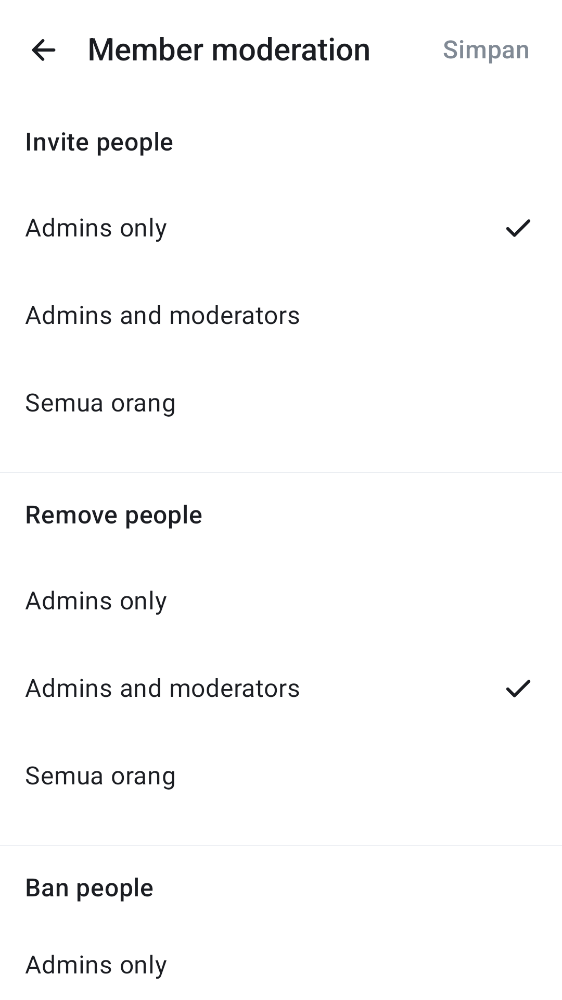 Member moderation
Simpan
Invite people
Admins only
Admins and moderators
Semua orang
Remove people
Admins only
Admins and moderators
Semua orang
Ban people
Admins only